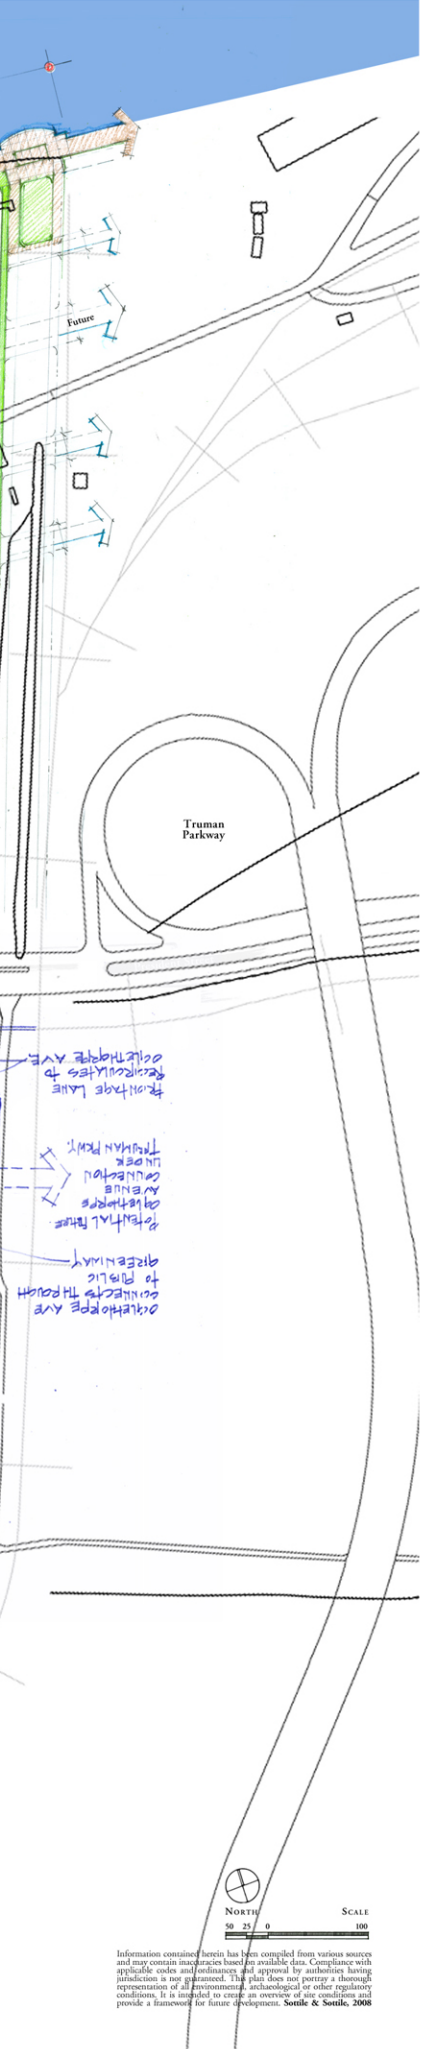 Future
Truman
Parkway
FRONTAGE LANE
RECIRCULATES TO
OGLETHORPE AVE.
POTENTIAL FUTURE
OGLETHORPE
AVENUE
CONNECTION
UNDER
TRUMAN PKWY.
OGLETHORPE AVE
CONNECTS THROUGH
TO PUBLIC
GREENWAY
NORTH
SCALE
50 25 0 100
Information contained herein has been compiled from various sources
and may contain inaccuracies based on available data. Compliance with
applicable codes and ordinances and approval by authorities having
jurisdiction is not guaranteed. This plan does not portray a thorough
representation of all environmental, archaeological or other regulatory
conditions. It is intended to create an overview of site conditions and
provide a framework for future development. Sottile & Sottile, 2008